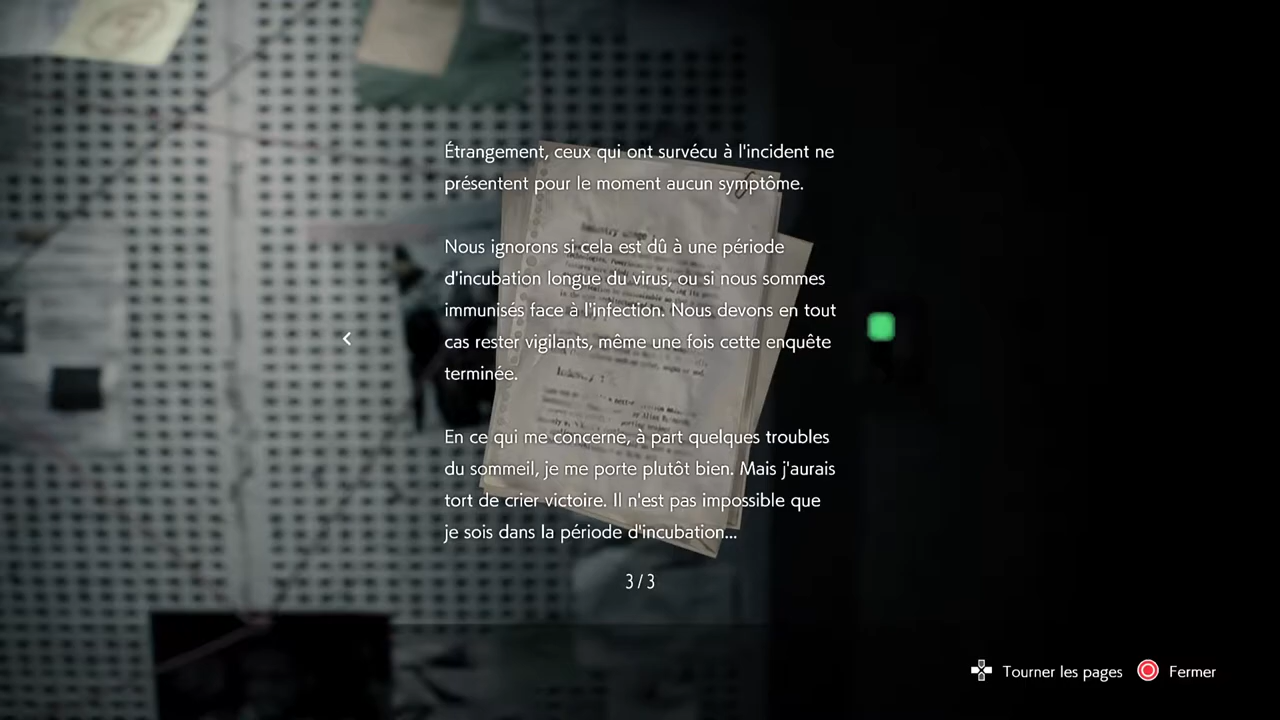 Étrangement, ceux qui ont survécu à l'incident ne
présentent pour le moment aucun symptôme.
Nous ignorons si cela est dû à une période
d'incubation longue du virus, ou si nous sommes
immunisés face à l'infection. Nous devons en tout
cas rester vigilants, même une fois cette enquête
terminée.
En ce qui me concerne, à part quelques troubles
du sommeil, je me porte plutôt bien. Mais j'aurais
tort de crier victoire. Il n'est pas impossible que
je sois dans la période d'incubation...
3 / 3
Tourner les pages Fermer